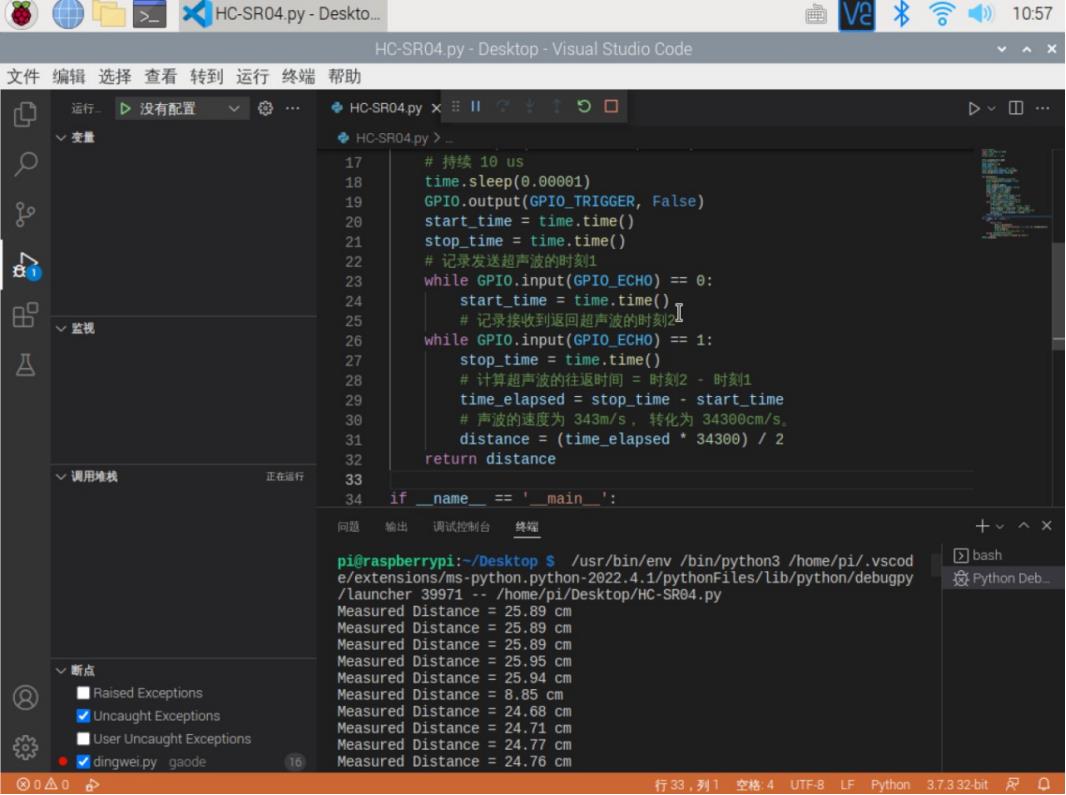 HC-SR04.py - Deskto...
10:57
HC-SR04.py - Desktop - Visual Studio Code
文件 编辑 选择 查看 转到 运行 终端 帮助
运行... 没有配置
HC-SR04.py
变量
HC-SR04.py > ...
17 # 持续 10 us
18 time.sleep(0.00001)
19 GPIO.output(GPIO_TRIGGER, False)
20 start_time = time.time()
21 stop_time = time.time()
22 # 记录发送超声波的时刻1
23 while GPIO.input(GPIO_ECHO) == 0:
24 start_time = time.time()
25 # 记录接收到返回超声波的时刻2
26 while GPIO.input(GPIO_ECHO) == 1:
27 stop_time = time.time()
28 # 计算超声波的往返时间 = 时刻2 - 时刻1
29 time_elapsed = stop_time - start_time
30 # 声波的速度为 343m/s， 转化为 34300cm/s。
31 distance = (time_elapsed * 34300) / 2
32 return distance
33
34 if __name__ == '__main__':
1
监视
调用堆栈 正在运行
问题 输出 调试控制台 终端
pi@raspberrypi:~/Desktop $ /usr/bin/env /bin/python3 /home/pi/.vscod
e/extensions/ms-python.python-2022.4.1/pythonFiles/lib/python/debugpy
/launcher 39971 -- /home/pi/Desktop/HC-SR04.py
Measured Distance = 25.89 cm
Measured Distance = 25.89 cm
Measured Distance = 25.89 cm
Measured Distance = 25.95 cm
Measured Distance = 25.94 cm
Measured Distance = 8.85 cm
Measured Distance = 24.68 cm
Measured Distance = 24.71 cm
Measured Distance = 24.77 cm
Measured Distance = 24.76 cm
bash
Python Deb...
断点
Raised Exceptions
Uncaught Exceptions
User Uncaught Exceptions
dingwei.py gaode 16
0 0
行 33，列 1 空格: 4 UTF-8 LF Python 3.7.3 32-bit